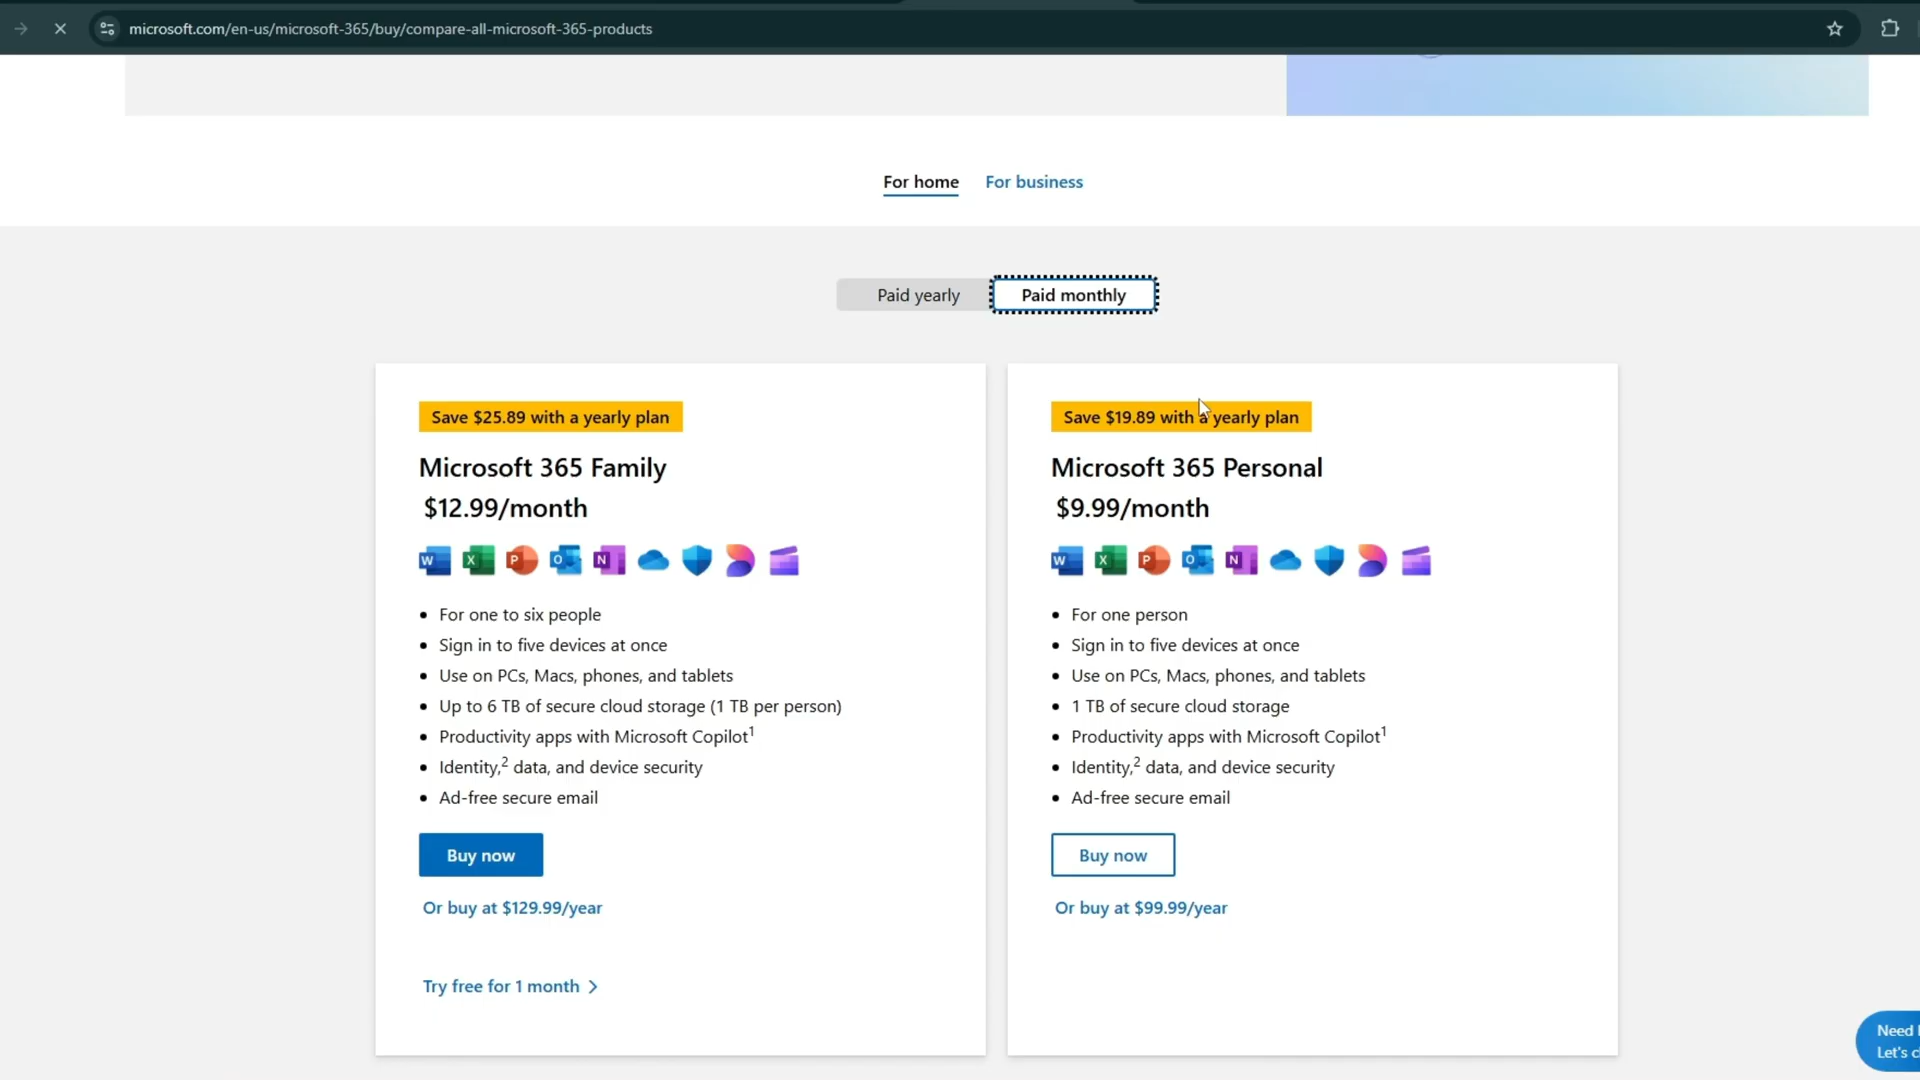 microsoft.com/en-us/microsoft-365/buy/compare-all-microsoft-365-products
For home
For business
Paid yearly
Paid monthly
Save $25.89 with a yearly plan
Microsoft 365 Family
$12.99/month
W X P O N
• For one to six people
• Sign in to five devices at once
• Use on PCs, Macs, phones, and tablets
• Up to 6 TB of secure cloud storage (1 TB per person)
• Productivity apps with Microsoft Copilot1
• Identity,2 data, and device security
• Ad-free secure email
Buy now
Or buy at $129.99/year
Try free for 1 month
Save $19.89 with a yearly plan
Microsoft 365 Personal
$9.99/month
W X P O N
• For one person
• Sign in to five devices at once
• Use on PCs, Macs, phones, and tablets
• 1 TB of secure cloud storage
• Productivity apps with Microsoft Copilot1
• Identity,2 data, and device security
• Ad-free secure email
Buy now
Or buy at $99.99/year
Need
Let's